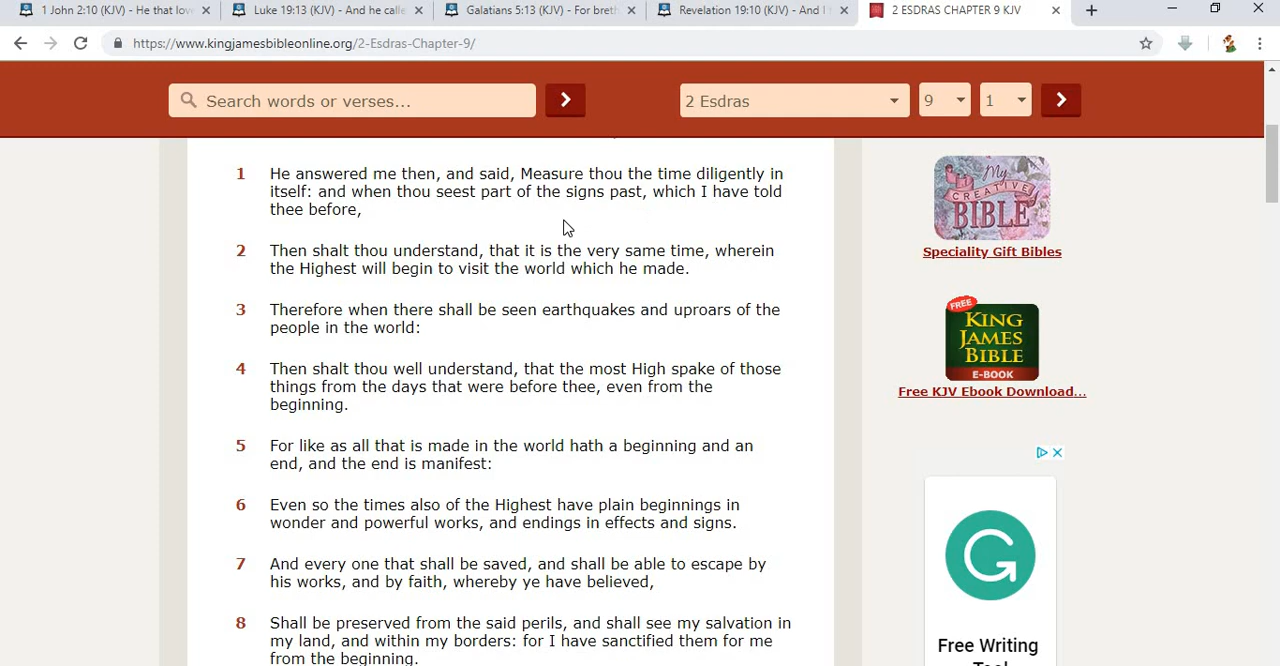 1 John 2:10 (KJV) - He that lov
Luke 19:13 (KJV) - And he calle
Galatians 5:13 (KJV) - For breth
Revelation 19:10 (KJV) - And I f
2 ESDRAS CHAPTER 9 KJV
https://www.kingjamesbibleonline.org/2-Esdras-Chapter-9/
Search words or verses...
2 Esdras
9
1
1 He answered me then, and said, Measure thou the time diligently in
itself: and when thou seest part of the signs past, which I have told
thee before,
2 Then shalt thou understand, that it is the very same time, wherein
the Highest will begin to visit the world which he made.
3 Therefore when there shall be seen earthquakes and uproars of the
people in the world:
4 Then shalt thou well understand, that the most High spake of those
things from the days that were before thee, even from the
beginning.
5 For like as all that is made in the world hath a beginning and an
end, and the end is manifest:
6 Even so the times also of the Highest have plain beginnings in
wonder and powerful works, and endings in effects and signs.
7 And every one that shall be saved, and shall be able to escape by
his works, and by faith, whereby ye have believed,
8 Shall be preserved from the said perils, and shall see my salvation in
my land, and within my borders: for I have sanctified them for me
from the beginning.
My
CREATIVE
BIBLE
Speciality Gift Bibles
FREE
KING
JAMES
BIBLE
E-BOOK
Free KJV Ebook Download...
Free Writing
Tool